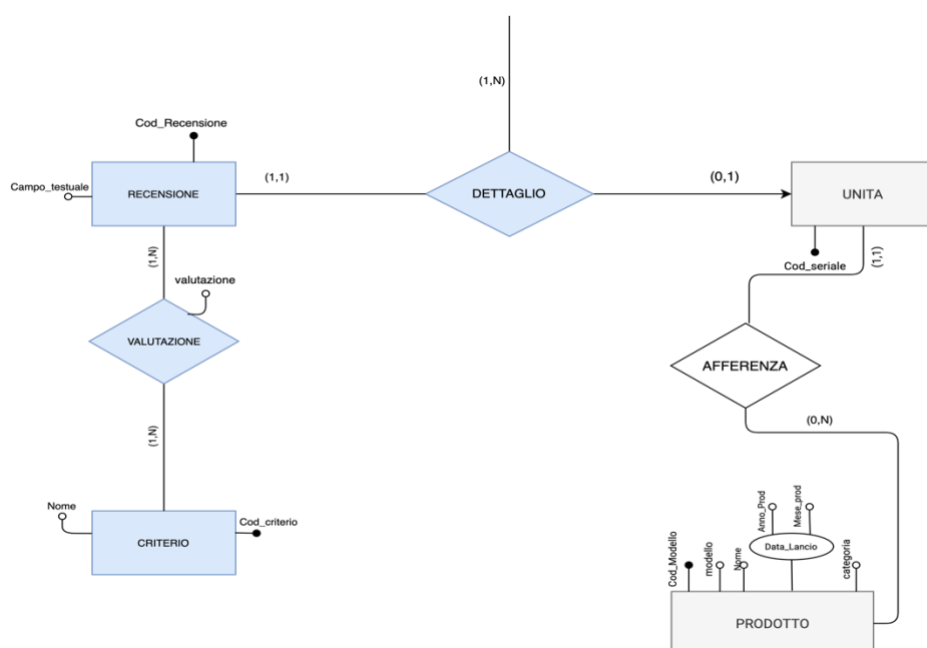 (1,N)
Cod_Recensione
Campo_testuale
RECENSIONE
(1,1)
DETTAGLIO
(0,1)
UNITA
(1,N)
valutazione
Cod_seriale
(1,1)
VALUTAZIONE
AFFERENZA
(0,N)
(1,N)
Nome
CRITERIO
Cod_criterio
Cod_Modello
modello
Nome
Anno_Prod
Mese_prod
Data_Lancio
categoria
PRODOTTO